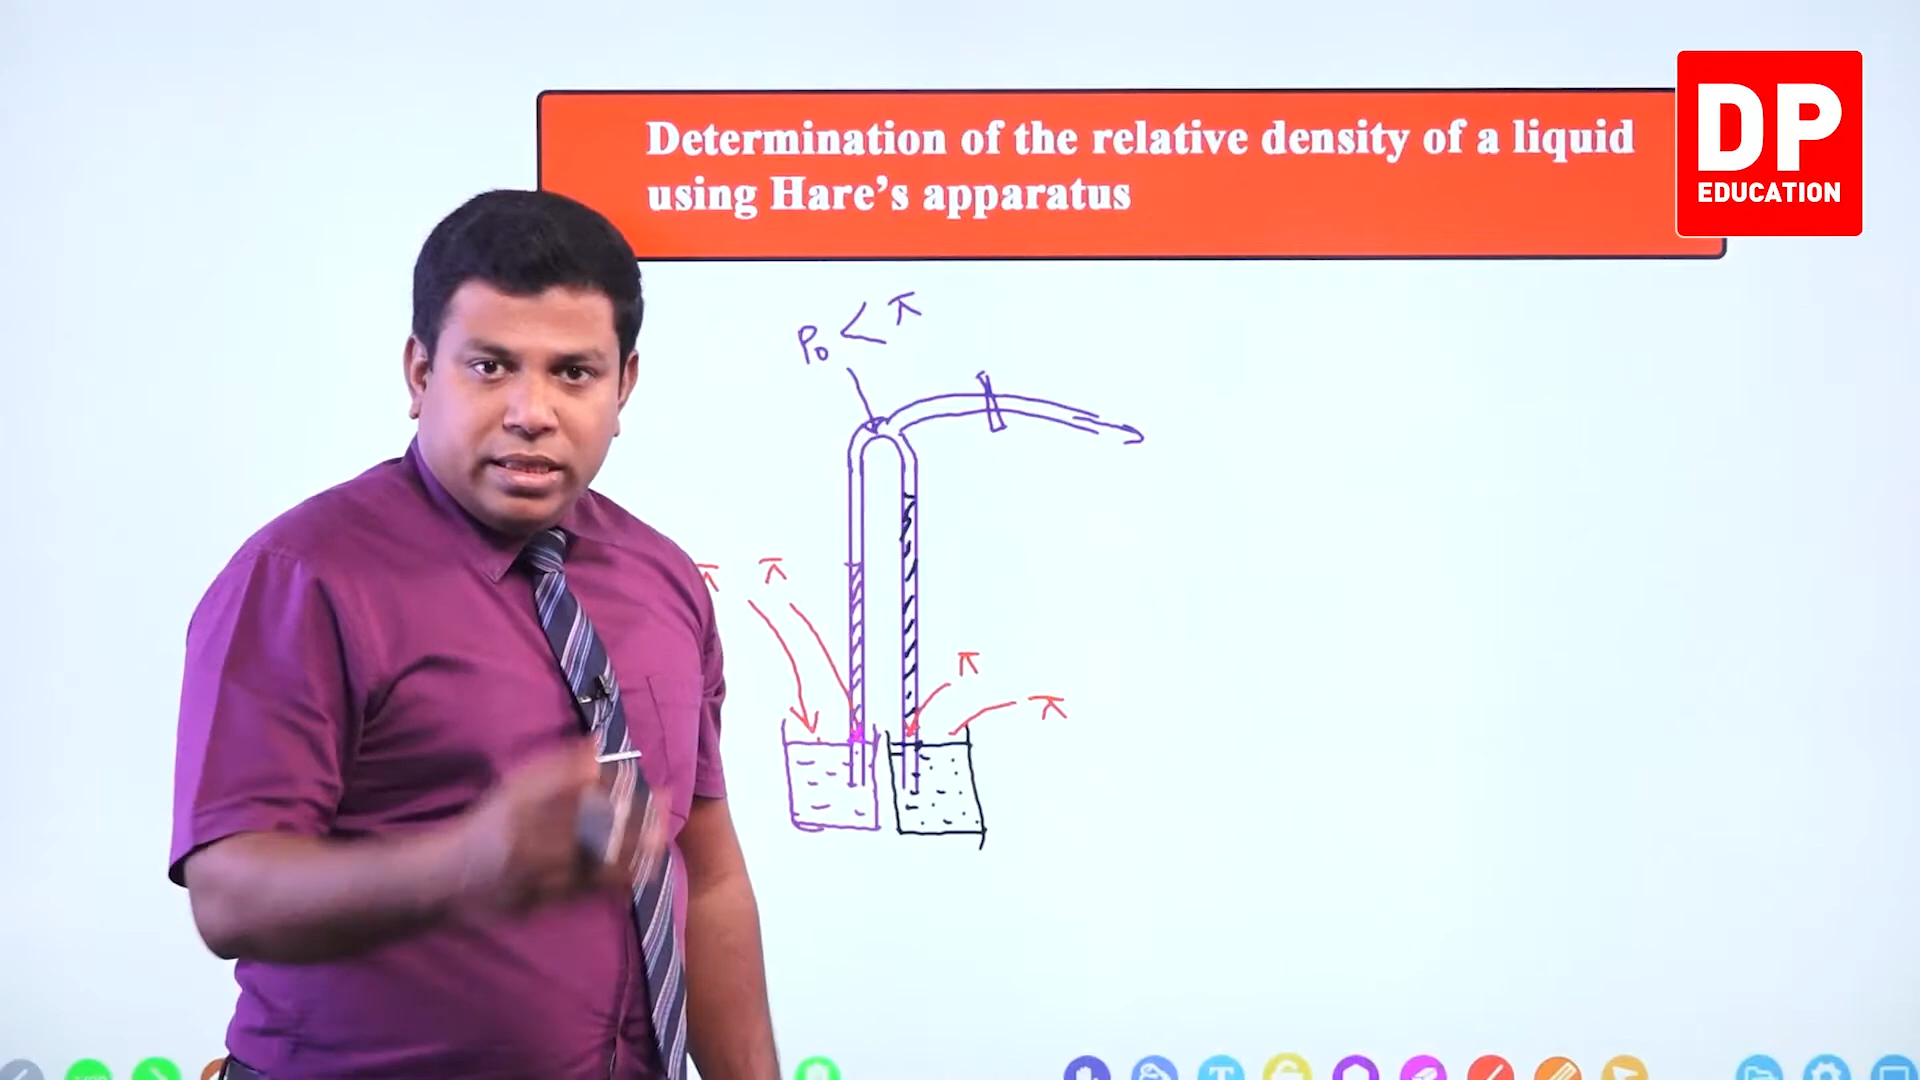 Determination of the relative density of a liquid
using Hare's apparatus
DP
EDUCATION
P₀ < π
π π
π
π